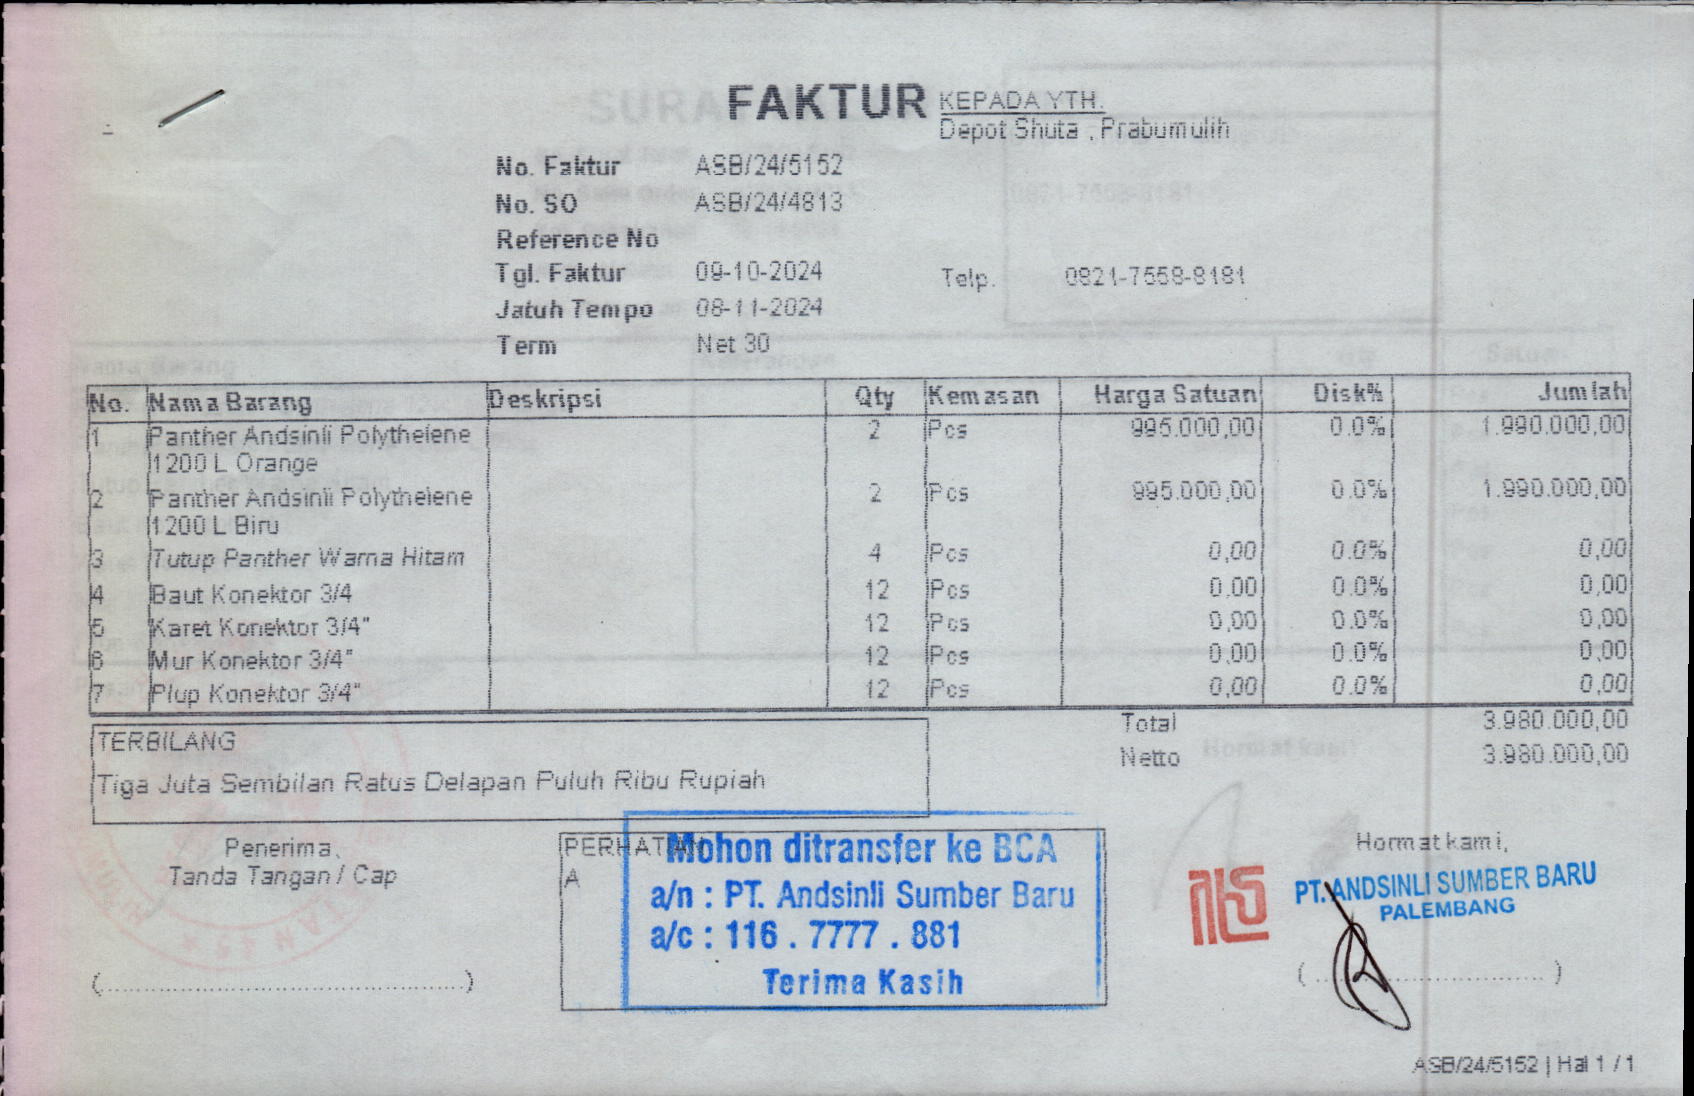 FAKTUR
KEPADA YTH.
Depot Shuta , Prabumulih
No. Faktur ASB/24/5152
No. SO ASB/24/4813
Reference No
Tgl. Faktur 09-10-2024
Telp. 0821-7558-8181
Jatuh Tempo 08-11-2024
Term Net 30
No. Nama Barang Deskripsi Qty Kemasan Harga Satuan Disk% Jumlah
1 Panther Andsinli Polythelene 2 Pcs 995.000,00 0.0% 1.990.000,00
1200 L Orange
2 Panther Andsinli Polythelene 2 Pcs 995.000,00 0.0% 1.990.000,00
1200 L Biru
3 Tutup Panther Warna Hitam 4 Pcs 0,00 0.0% 0,00
4 Baut Konektor 3/4 12 Pcs 0,00 0.0% 0,00
5 Karet Konektor 3/4" 12 Pcs 0,00 0.0% 0,00
6 Mur Konektor 3/4" 12 Pcs 0,00 0.0% 0,00
7 Plup Konektor 3/4" 12 Pcs 0,00 0.0% 0,00
Total 3.980.000,00
Netto 3.980.000,00
TERBILANG
Tiga Juta Sembilan Ratus Delapan Puluh Ribu Rupiah
Penerima,
Tanda Tangan / Cap
(..............................................)
PERHATIAN
A
Mohon ditransfer ke BCA
a/n : PT. Andsinli Sumber Baru
a/c : 116 . 7777 . 881
Terima Kasih
Hormat kami,
PT. ANDSINLI SUMBER BARU
PALEMBANG
(..............................)
ASB/24/5152 | Hal 1 / 1